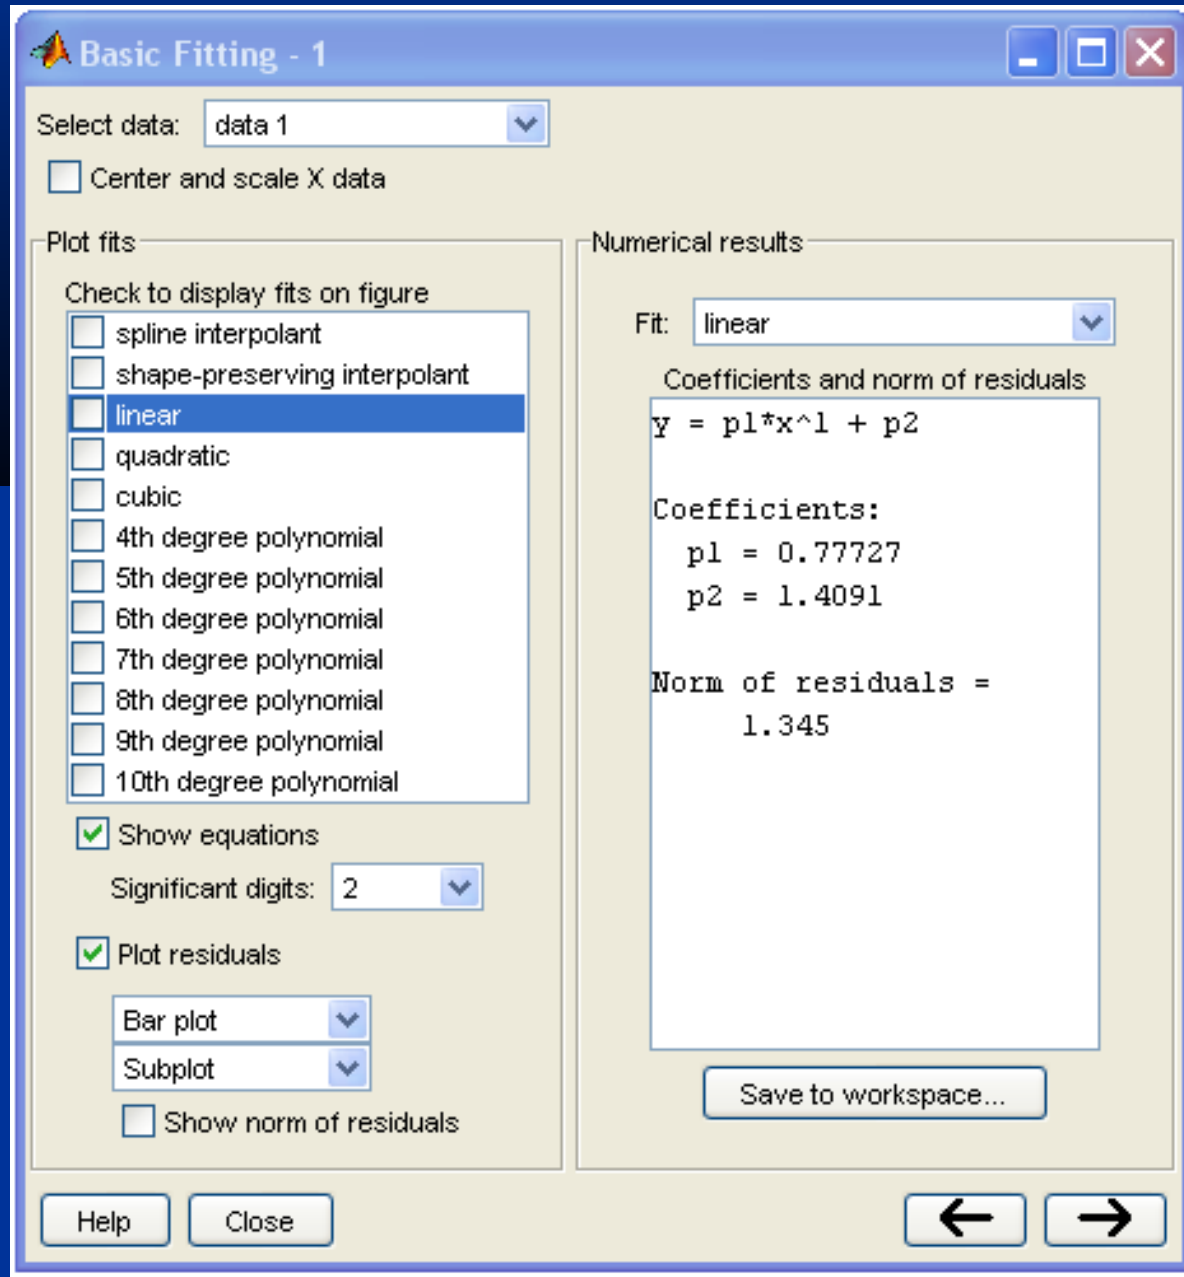 Basic Fitting - 1
Select data: data 1
Center and scale X data
Plot fits
Check to display fits on figure
spline interpolant
shape-preserving interpolant
linear
quadratic
cubic
4th degree polynomial
5th degree polynomial
6th degree polynomial
7th degree polynomial
8th degree polynomial
9th degree polynomial
10th degree polynomial
Show equations
Significant digits: 2
Plot residuals
Bar plot
Subplot
Show norm of residuals
Numerical results
Fit: linear
Coefficients and norm of residuals
y = p1*x^1 + p2
Coefficients:
p1 = 0.77727
p2 = 1.4091
Norm of residuals =
1.345
Save to workspace...
Help Close